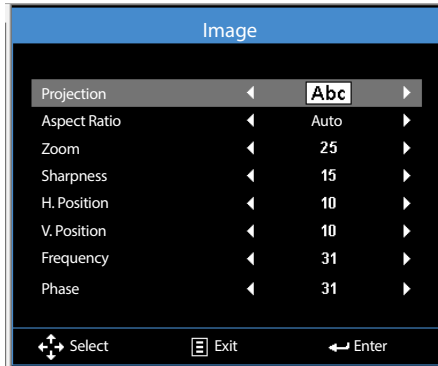 Image
Projection Abc
Aspect Ratio Auto
Zoom 25
Sharpness 15
H. Position 10
V. Position 10
Frequency 31
Phase 31
Select Exit Enter